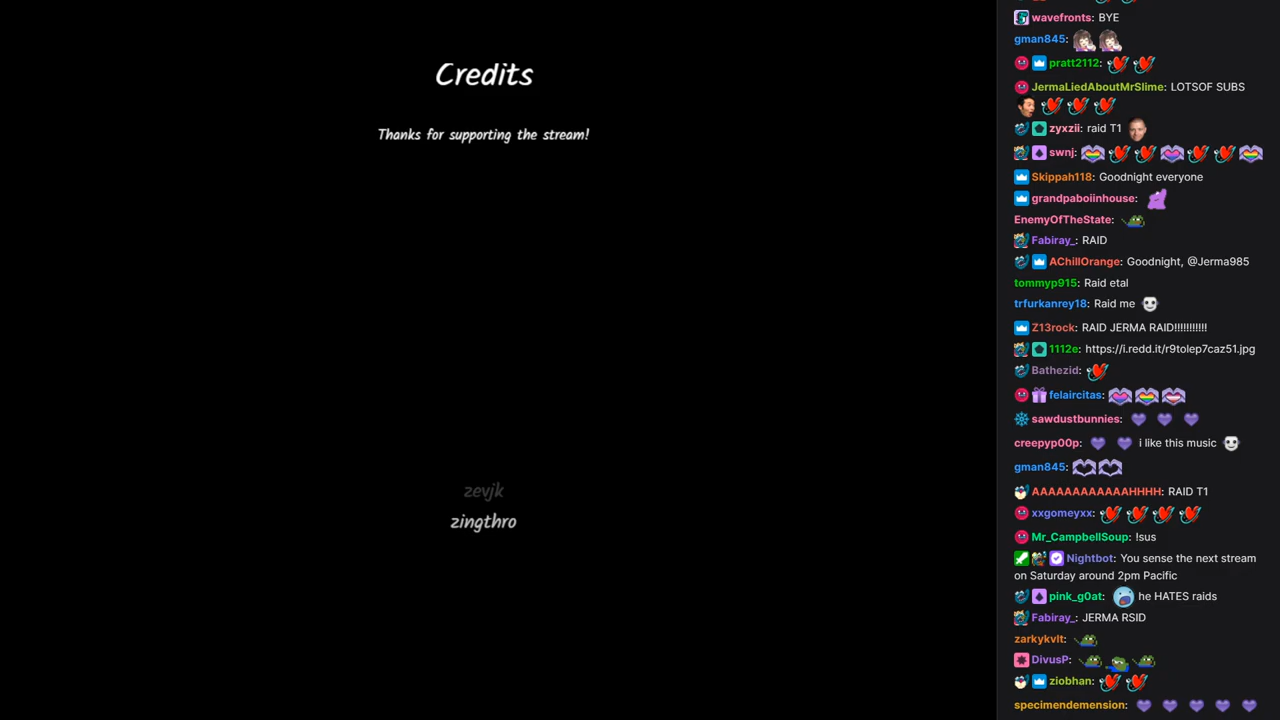 Credits
Thanks for supporting the stream!
zevjk
zingthro
wavefronts: BYE
gman845:
pratt2112:
JermaLiedAboutMrSlime: LOTSOF SUBS
zyxzii: raid T1
swnj:
Skippah118: Goodnight everyone
grandpaboiinhouse:
EnemyOfTheState:
Fabiray_: RAID
AChillOrange: Goodnight, @Jerma985
tommyp915: Raid etal
trfurkanrey18: Raid me
Z13rock: RAID JERMA RAID!!!!!!!!!!!
1112e: https://i.redd.it/r9tolep7caz51.jpg
Bathezid:
felaircitas:
sawdustbunnies:
creepyp00p: i like this music
gman845:
AAAAAAAAAAAAHHHH: RAID T1
xxgomeyxx:
Mr_CampbellSoup: !sus
Nightbot: You sense the next stream
on Saturday around 2pm Pacific
pink_g0at: he HATES raids
Fabiray_: JERMA RSID
zarkykvlt:
DivusP:
ziobhan:
specimendemension: